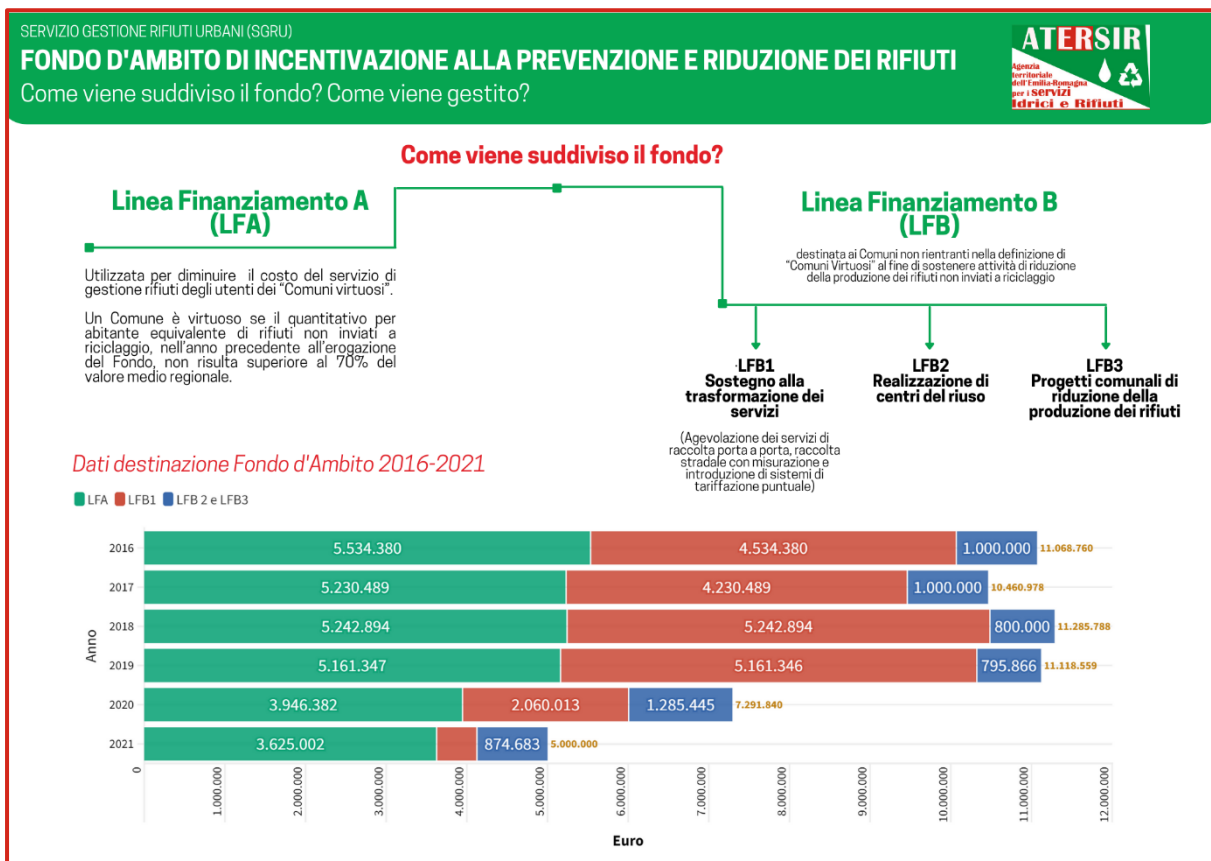 SERVIZIO GESTIONE RIFIUTI URBANI (SGRU)
FONDO D'AMBITO DI INCENTIVAZIONE ALLA PREVENZIONE E RIDUZIONE DEI RIFIUTI
Come viene suddiviso il fondo? Come viene gestito?
ATERSIR
Agenzia
territoriale
dell'Emilia-Romagna
per i servizi
Idrici e Rifiuti
Come viene suddiviso il fondo?
Linea Finanziamento A
(LFA)
Utilizzata per diminuire il costo del servizio di
gestione rifiuti degli utenti dei "Comuni virtuosi".
Un Comune è virtuoso se il quantitativo per
abitante equivalente di rifiuti non inviati a
riciclaggio, nell'anno precedente all'erogazione
del Fondo, non risulta superiore al 70% del
valore medio regionale.
Linea Finanziamento B
(LFB)
destinata ai Comuni non rientranti nella definizione di
"Comuni Virtuosi" al fine di sostenere attività di riduzione
della produzione dei rifiuti non inviati a riciclaggio
LFB1
Sostegno alla
trasformazione dei
servizi
(Agevolazione dei servizi di
raccolta porta a porta, raccolta
stradale con misurazione e
introduzione di sistemi di
tariffazione puntuale)
LFB2
Realizzazione di
centri del riuso
LFB3
Progetti comunali di
riduzione della
produzione dei rifiuti
Dati destinazione Fondo d'Ambito 2016-2021
LFA LFB1 LFB 2 e LFB3
Anno
2016 5.534.380 4.534.380 1.000.000 11.068.760
2017 5.230.489 4.230.489 1.000.000 10.460.978
2018 5.242.894 5.242.894 800.000 11.285.788
2019 5.161.347 5.161.346 795.866 11.118.559
2020 3.946.382 2.060.013 1.285.445 7.291.840
2021 3.625.002 874.683 5.000.000
0 1.000.000 2.000.000 3.000.000 4.000.000 5.000.000 6.000.000 7.000.000 8.000.000 9.000.000 10.000.000 11.000.000 12.000.000
Euro